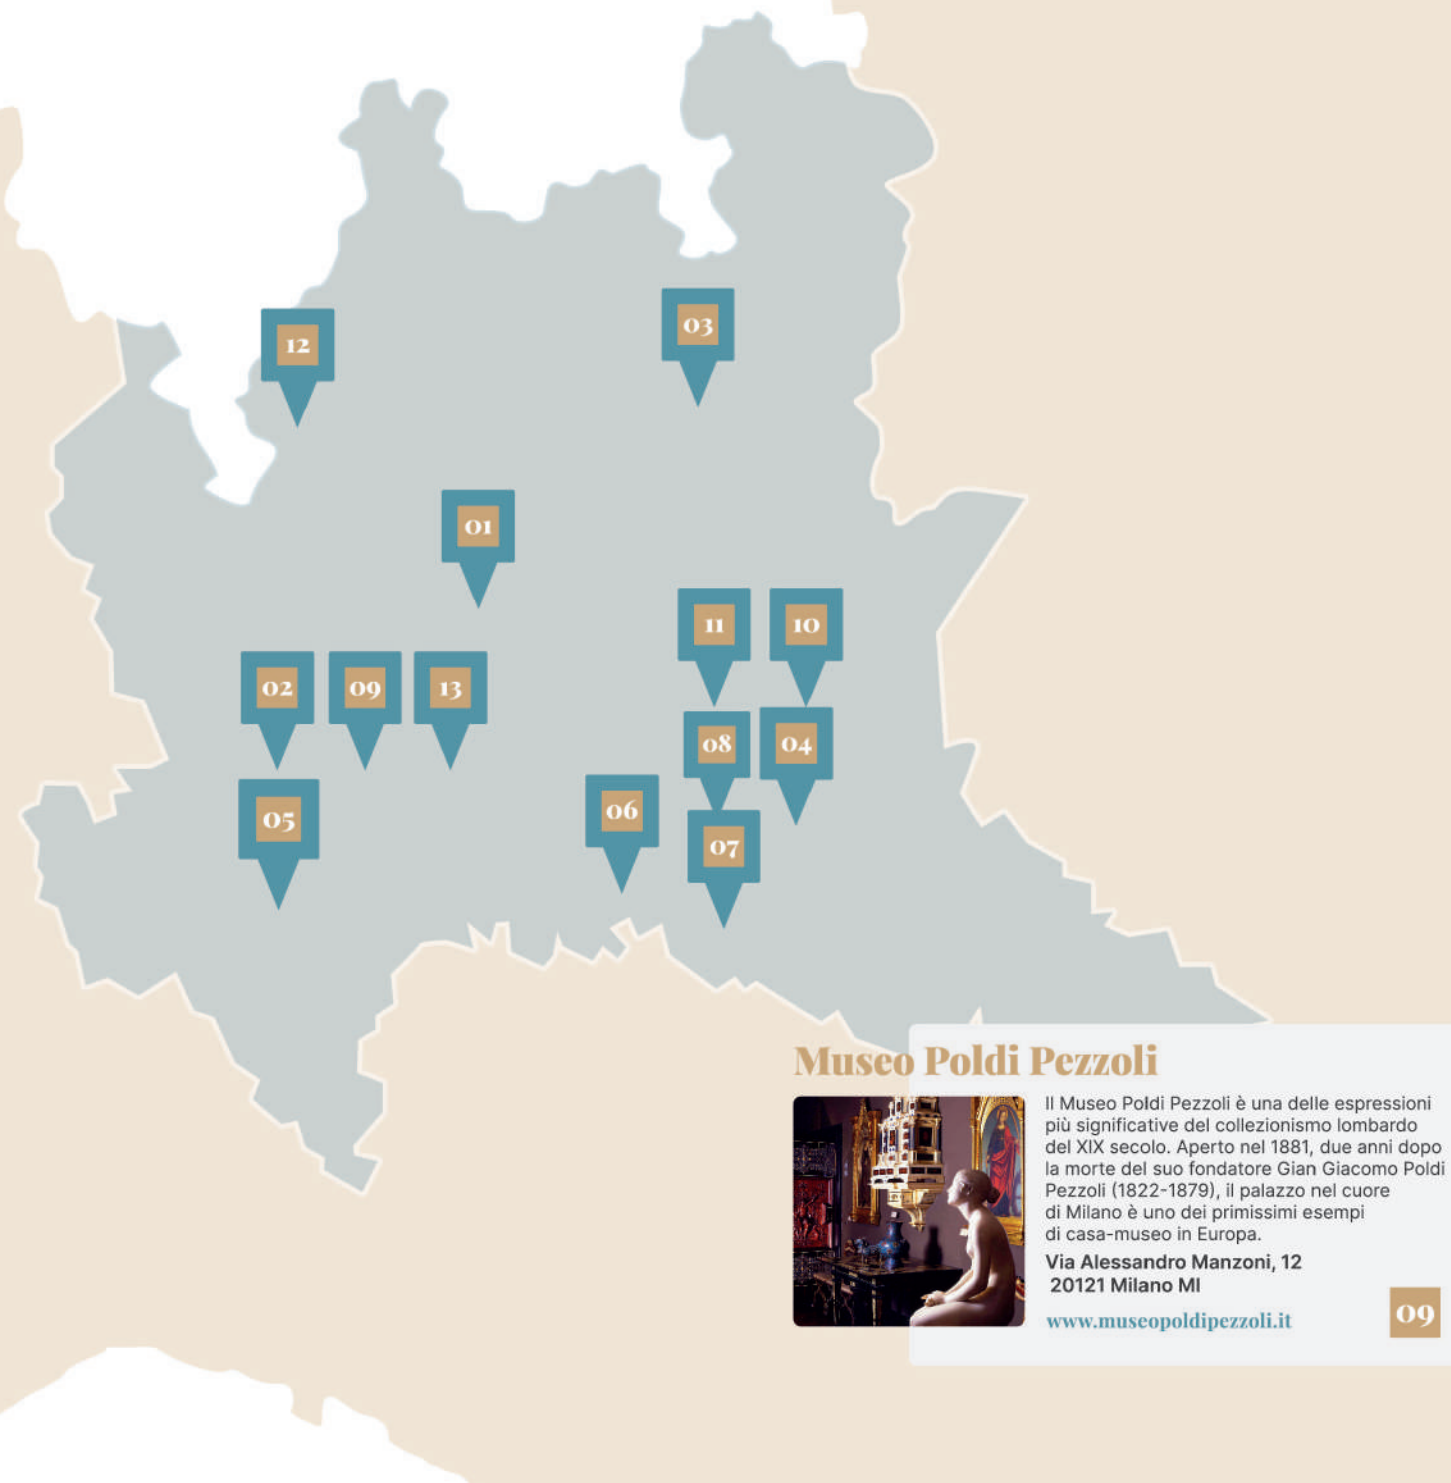 03
12
01
11
10
02
09
13
08
04
06
05
07
Museo Poldi Pezzoli
Il Museo Poldi Pezzoli è una delle espressioni
più significative del collezionismo lombardo
del XIX secolo. Aperto nel 1881, due anni dopo
la morte del suo fondatore Gian Giacomo Poldi
Pezzoli (1822-1879), il palazzo nel cuore
di Milano è uno dei primissimi esempi
di casa-museo in Europa.
Via Alessandro Manzoni, 12
20121 Milano MI
www.museopoldipezzoli.it
09